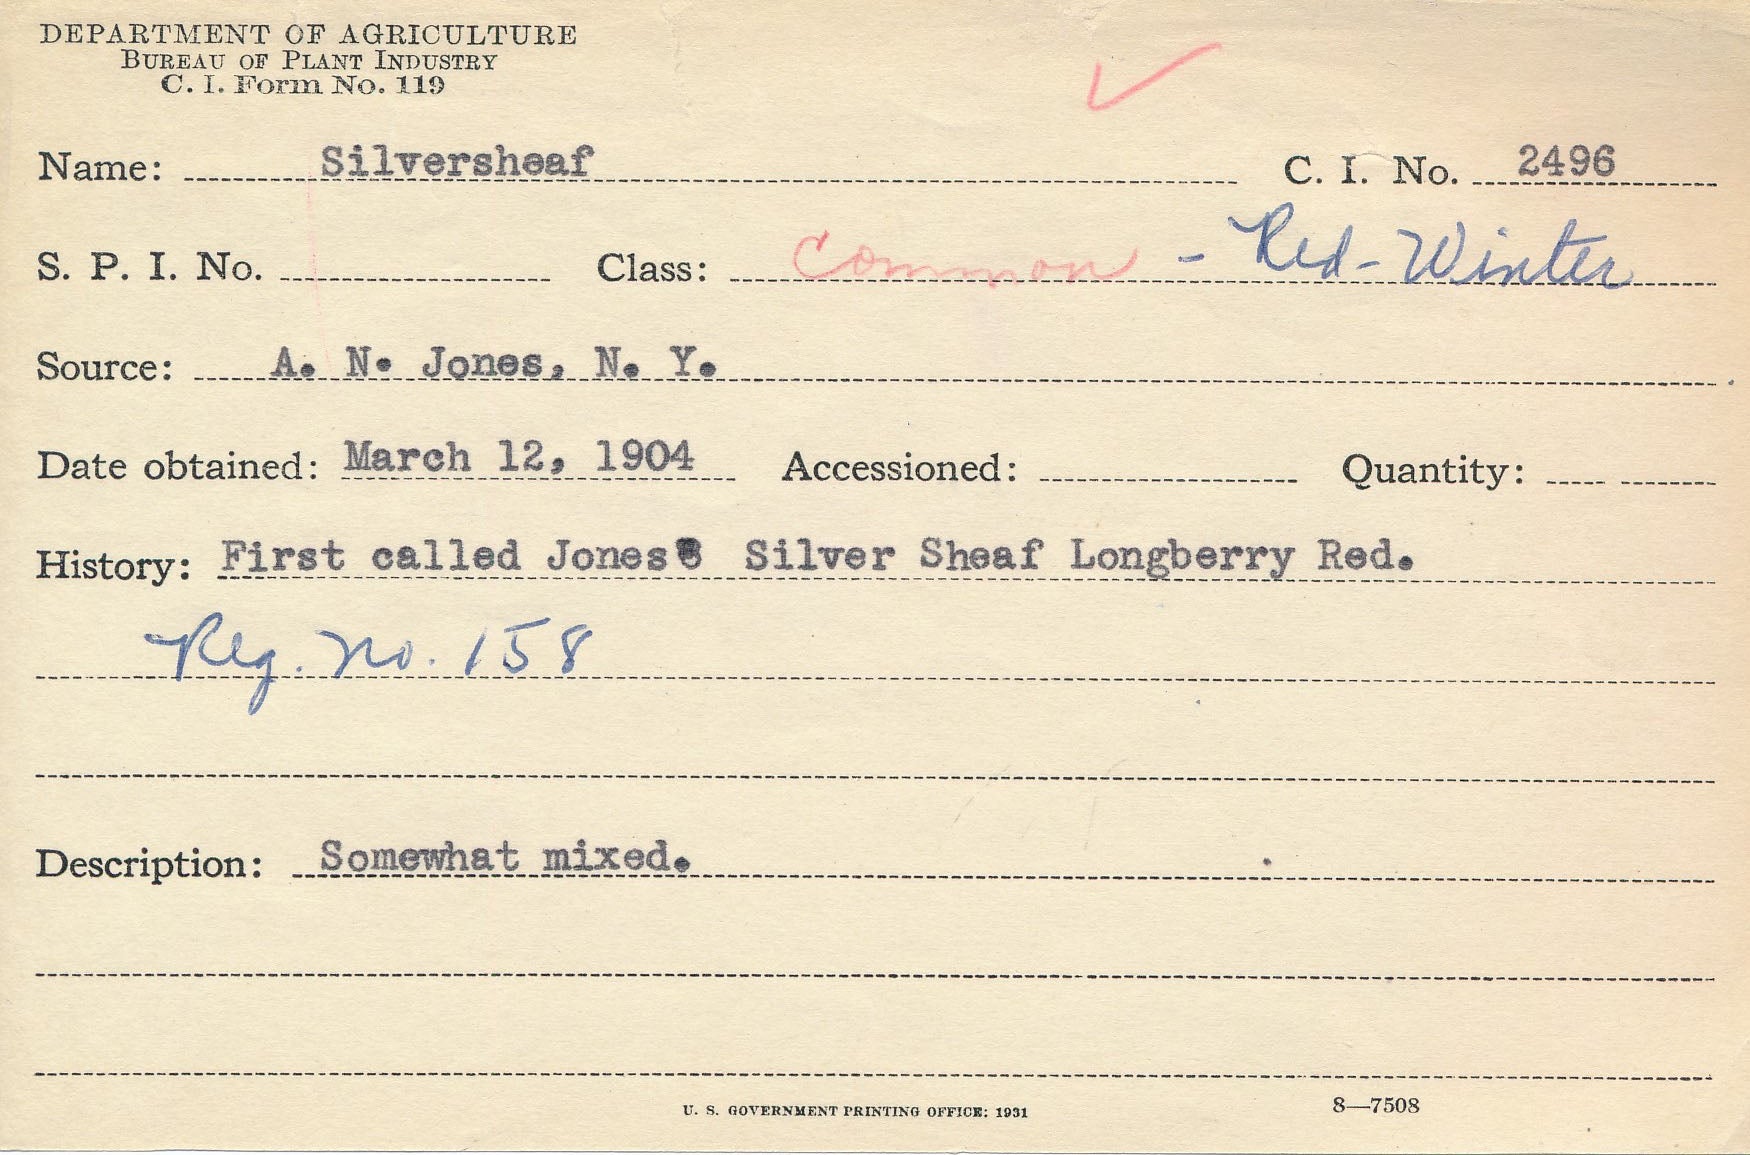 DEPARTMENT OF AGRICULTURE
BUREAU OF PLANT INDUSTRY
C. I. Form No. 119
Name: Silversheaf C. I. No. 2496
S. P. I. No. Class: Common - Red-Winter
Source: A. N. Jones, N. Y.
Date obtained: March 12, 1904 Accessioned: Quantity:
History: First called Jones' Silver Sheaf Longberry Red.
Reg. No. 158
Description: Somewhat mixed.
U. S. GOVERNMENT PRINTING OFFICE: 1931 8—7508